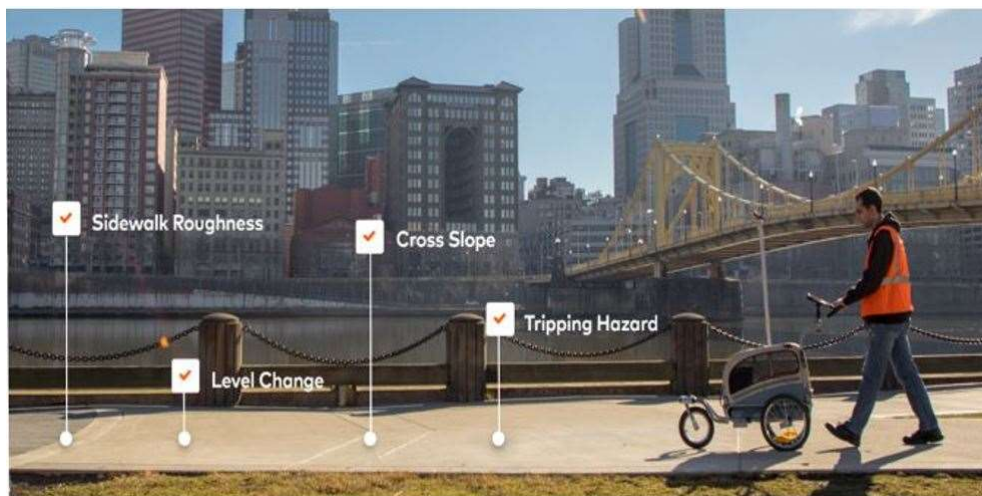 Sidewalk Roughness
Cross Slope
Tripping Hazard
Level Change